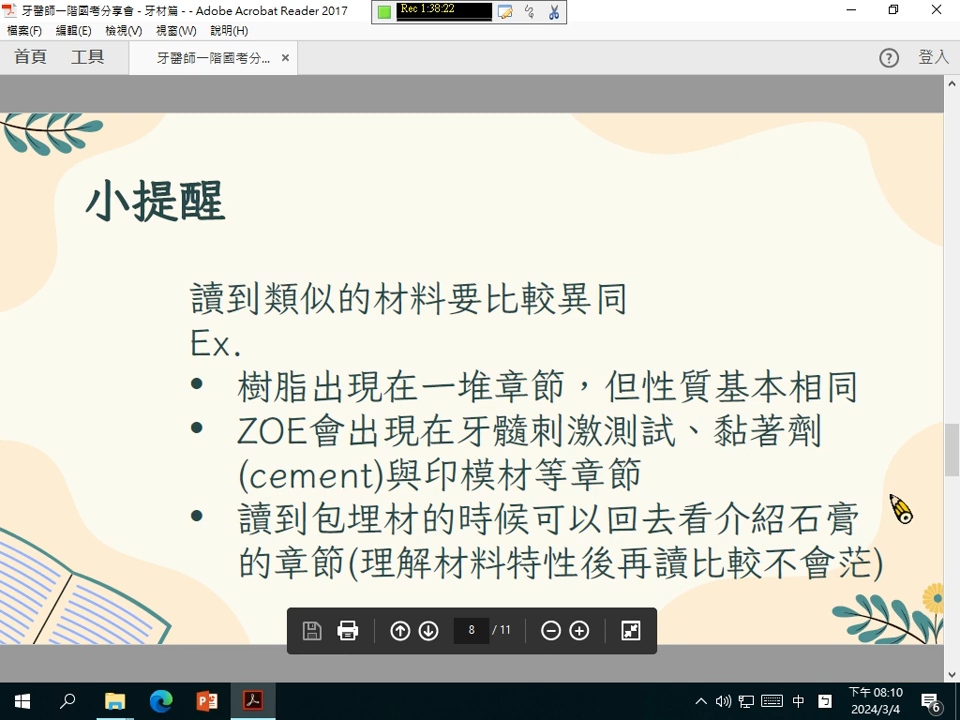 牙醫師一階國考分享會 - 牙材篇 - - Adobe Acrobat Reader 2017
Rec 1:38:22
檔案(F) 編輯(E) 檢視(V) 視窗(W) 說明(H)
首頁 工具 牙醫師一階國考分... × ? 登入
小提醒
讀到類似的材料要比較異同
Ex.
• 樹脂出現在一堆章節，但性質基本相同
• ZOE會出現在牙髓刺激測試、黏著劑
(cement)與印模材等章節
• 讀到包埋材的時候可以回去看介紹石膏
的章節(理解材料特性後再讀比較不會茫)
8 / 11
中
下午 08:10
2024/3/4
6